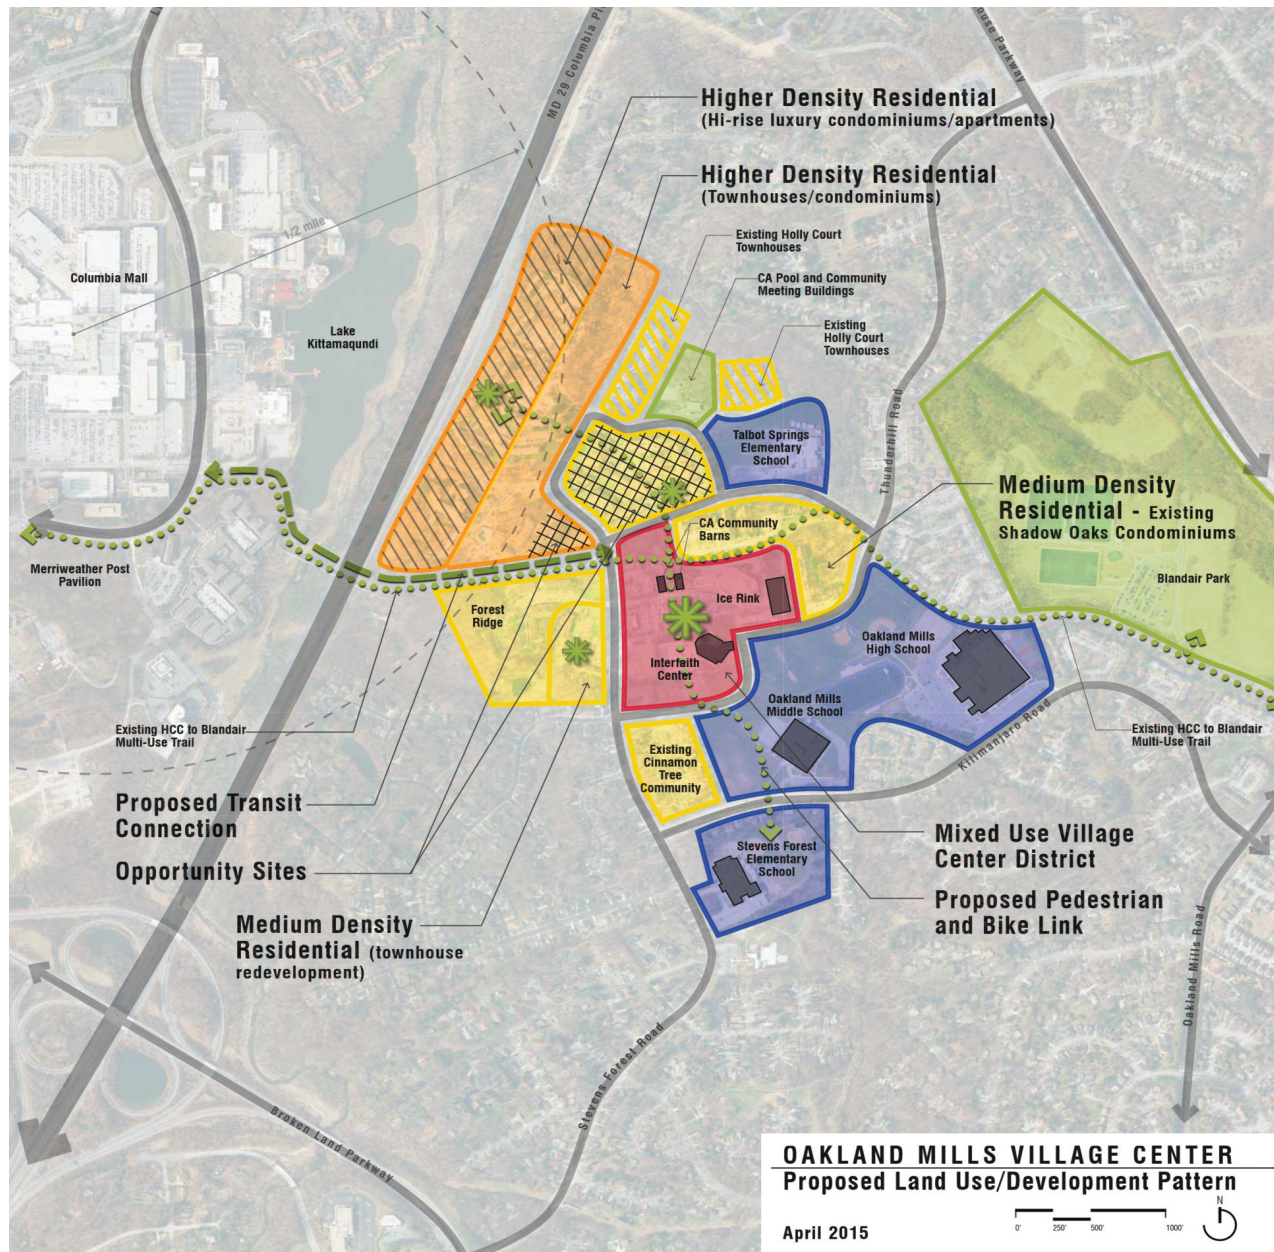 MD 29 Columbia Pi
ouse Parkway
Higher Density Residential
(Hi-rise luxury condominiums/apartments)
Higher Density Residential
(Townhouses/condominiums)
1/2 mile
Existing Holly Court
Townhouses
Columbia Mall
CA Pool and Community
Meeting Buildings
Lake
Kittamaqundi
Existing
Holly Court
Townhouses
Thunderhill Road
Talbot Springs
Elementary
School
Medium Density
Residential - Existing
Shadow Oaks Condominiums
CA Community
Barns
Merriweather Post
Pavilion
Blandair Park
Forest
Ridge
Ice Rink
Oakland Mills
High School
Interfaith
Center
Oakland Mills
Middle School
Existing HCC to Blandair
Multi-Use Trail
Existing HCC to Blandair
Multi-Use Trail
Kilimanjaro Road
Existing
Cinnamon
Tree
Community
Proposed Transit
Connection
Mixed Use Village
Center District
Stevens Forest
Elementary
School
Opportunity Sites
Proposed Pedestrian
and Bike Link
Medium Density
Residential (townhouse
redevelopment)
Oakland Mills Road
Stevens Forest Road
Broken Land Parkway
OAKLAND MILLS VILLAGE CENTER
Proposed Land Use/Development Pattern
April 2015
N
0' 250' 500' 1000'